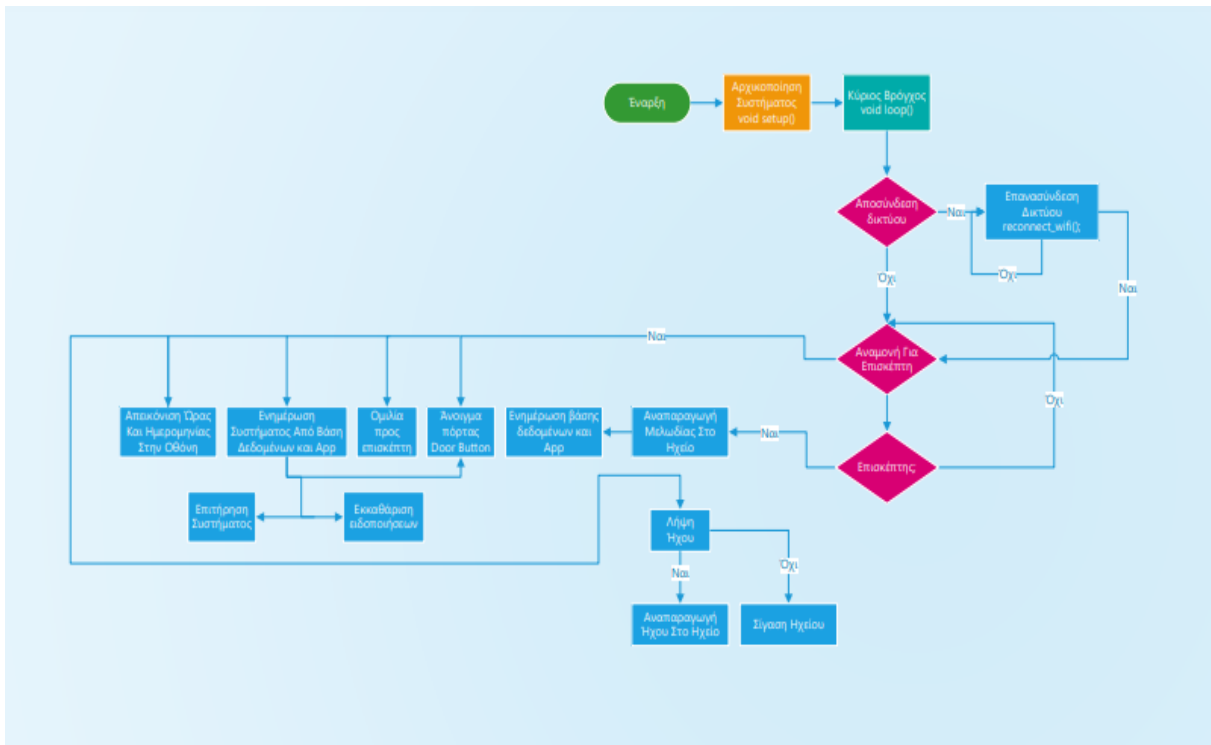 Έναρξη
Αρχικοποίηση
Συστήματος
void setup()
Κύριος Βρόγχος
void loop()
Αποσύνδεση
δικτύου
Ναι
Επανασύνδεση
Δικτύου
reconnect_wifi();
Όχι
Όχι
Ναι
Ναι
Αναμονή Για
Επισκέπτη
Όχι
Απεικόνιση Ώρας
Και Ημερομηνίας
Στην Οθόνη
Ενημέρωση
Συστήματος Από Βάση
Δεδομένων και App
Ομιλία
προς
επισκέπτη
Άνοιγμα
πόρτας
Door Button
Ενημέρωση βάσης
δεδομένων και
App
Αναπαραγωγή
Μελωδίας Στο
Ηχείο
Ναι
Επισκέπτης;
Επιτήρηση
Συστήματος
Εκκαθάριση
ειδοποιήσεων
Λήψη
Ήχου
Ναι
Όχι
Αναπαραγωγή
Ήχου Στο Ηχείο
Σίγαση Ηχείου